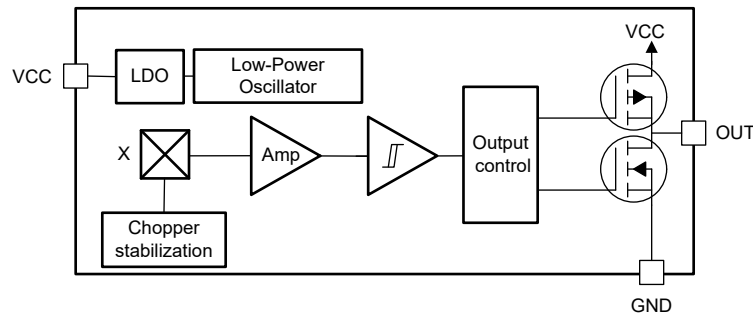 VCC
VCC
LDO
Low-Power
Oscillator
X
Amp
Output
control
OUT
Chopper
stabilization
GND